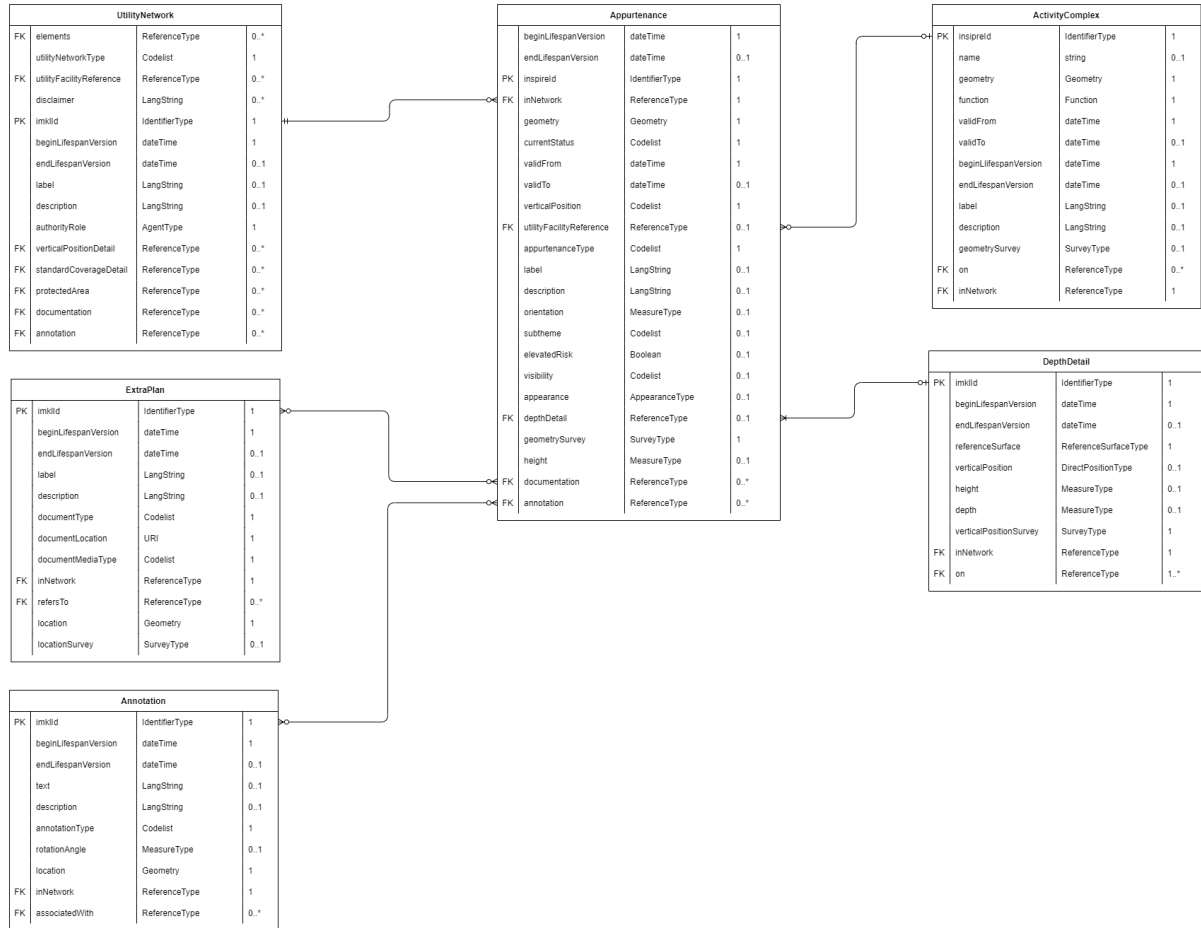 UtilityNetwork
FK elements ReferenceType 0..*
utilityNetworkType Codelist 1
FK utilityFacilityReference ReferenceType 0..*
disclaimer LangString 0..*
PK imklId IdentifierType 1
beginLifespanVersion dateTime 1
endLifespanVersion dateTime 0..1
label LangString 0..1
description LangString 0..1
authorityRole AgentType 1
FK verticalPositionDetail ReferenceType 0..*
FK standardCoverageDetail ReferenceType 0..*
FK protectedArea ReferenceType 0..*
FK documentation ReferenceType 0..*
FK annotation ReferenceType 0..*
ExtraPlan
PK imklId IdentifierType 1
beginLifespanVersion dateTime 1
endLifespanVersion dateTime 0..1
label LangString 0..1
description LangString 0..1
documentType Codelist 1
documentLocation URI 1
documentMediaType Codelist 1
FK inNetwork ReferenceType 1
FK refersTo ReferenceType 0..*
location Geometry 1
locationSurvey SurveyType 0..1
Annotation
PK imklId IdentifierType 1
beginLifespanVersion dateTime 1
endLifespanVersion dateTime 0..1
text LangString 0..1
description LangString 0..1
annotationType Codelist 1
rotationAngle MeasureType 0..1
location Geometry 1
FK inNetwork ReferenceType 1
FK associatedWith ReferenceType 0..*
Appurtenance
beginLifespanVersion dateTime 1
endLifespanVersion dateTime 0..1
PK inspireId IdentifierType 1
FK inNetwork ReferenceType 1
geometry Geometry 1
currentStatus Codelist 1
validFrom dateTime 1
validTo dateTime 0..1
verticalPosition Codelist 1
FK utilityFacilityReference ReferenceType 0..1
appurtenanceType Codelist 1
label LangString 0..1
description LangString 0..1
orientation MeasureType 0..1
subtheme Codelist 0..1
elevatedRisk Boolean 0..1
visibility Codelist 0..1
appearance AppearanceType 0..1
FK depthDetail ReferenceType 0..1
geometrySurvey SurveyType 1
height MeasureType 0..1
FK documentation ReferenceType 0..*
FK annotation ReferenceType 0..*
ActivityComplex
PK insipreId IdentifierType 1
name string 0..1
geometry Geometry 1
function Function 1
validFrom dateTime 1
validTo dateTime 0..1
beginLlifespanVersion dateTime 1
endLifespanVersion dateTime 0..1
label LangString 0..1
description LangString 0..1
geometrySurvey SurveyType 0..1
FK on ReferenceType 0..*
FK inNetwork ReferenceType 1
DepthDetail
PK imklId IdentifierType 1
beginLifespanVersion dateTime 1
endLifespanVersion dateTime 0..1
referenceSurface ReferenceSurfaceType 1
verticalPosition DirectPositionType 0..1
height MeasureType 0..1
depth MeasureType 0..1
verticalPositionSurvey SurveyType 1
FK inNetwork ReferenceType 1
FK on ReferenceType 1..*